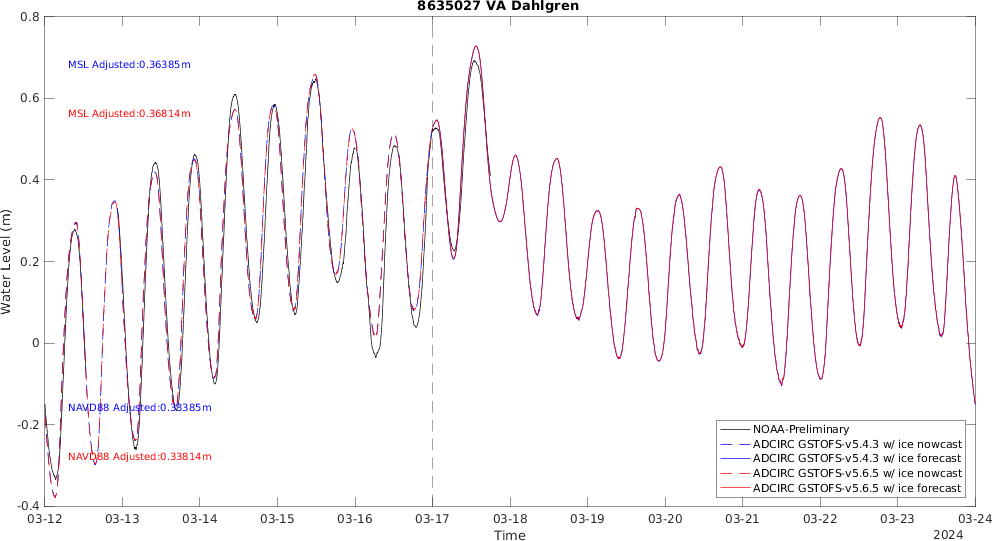 8635027 VA Dahlgren
0.8
0.6
0.4
0.2
0
-0.2
-0.4
Water Level (m)
MSL Adjusted:0.36385m
MSL Adjusted:0.36814m
NAVD88 Adjusted:0.33385m
NAVD88 Adjusted:0.33814m
NOAA-Preliminary
ADCIRC GSTOFS-v5.4.3 w/ ice nowcast
ADCIRC GSTOFS-v5.4.3 w/ ice forecast
ADCIRC GSTOFS-v5.6.5 w/ ice nowcast
ADCIRC GSTOFS-v5.6.5 w/ ice forecast
03-12 03-13 03-14 03-15 03-16 03-17 03-18 03-19 03-20 03-21 03-22 03-23 03-24
Time
2024